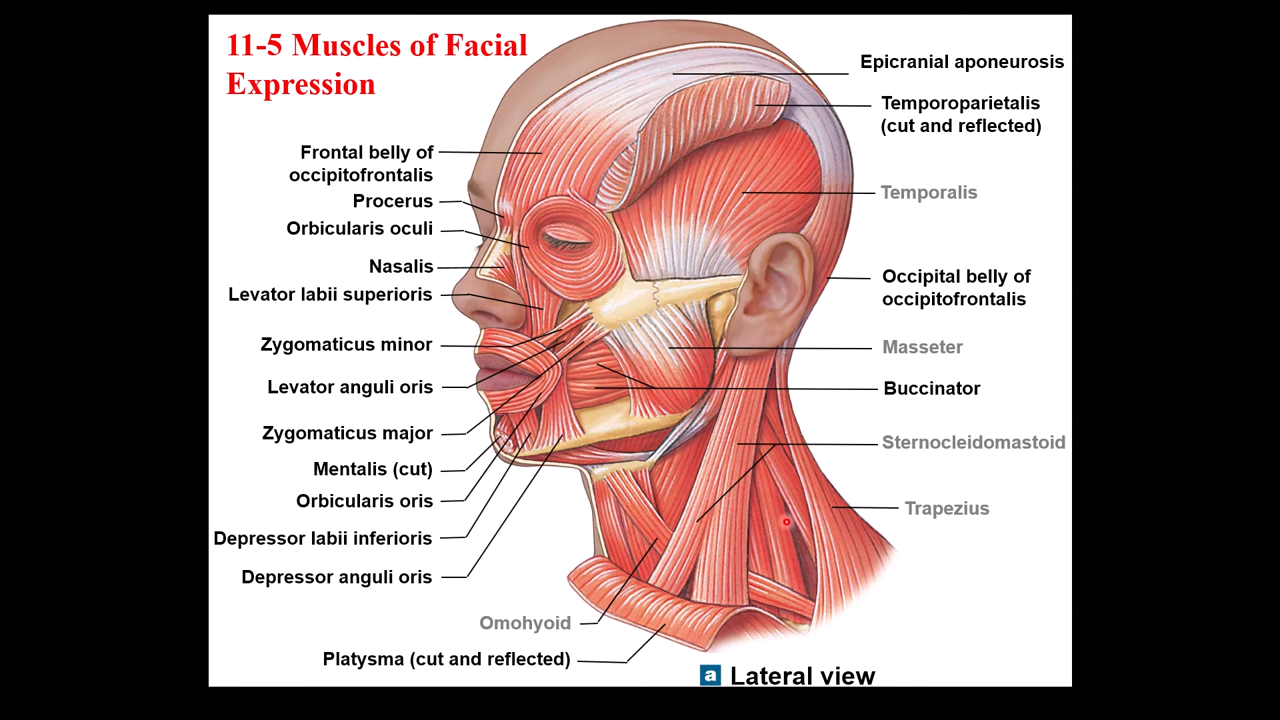 11-5 Muscles of Facial
Expression
Frontal belly of
occipitofrontalis
Procerus
Orbicularis oculi
Nasalis
Levator labii superioris
Zygomaticus minor
Levator anguli oris
Zygomaticus major
Mentalis (cut)
Orbicularis oris
Depressor labii inferioris
Depressor anguli oris
Omohyoid
Platysma (cut and reflected)
Epicranial aponeurosis
Temporoparietalis
(cut and reflected)
Temporalis
Occipital belly of
occipitofrontalis
Masseter
Buccinator
Sternocleidomastoid
Trapezius
a Lateral view